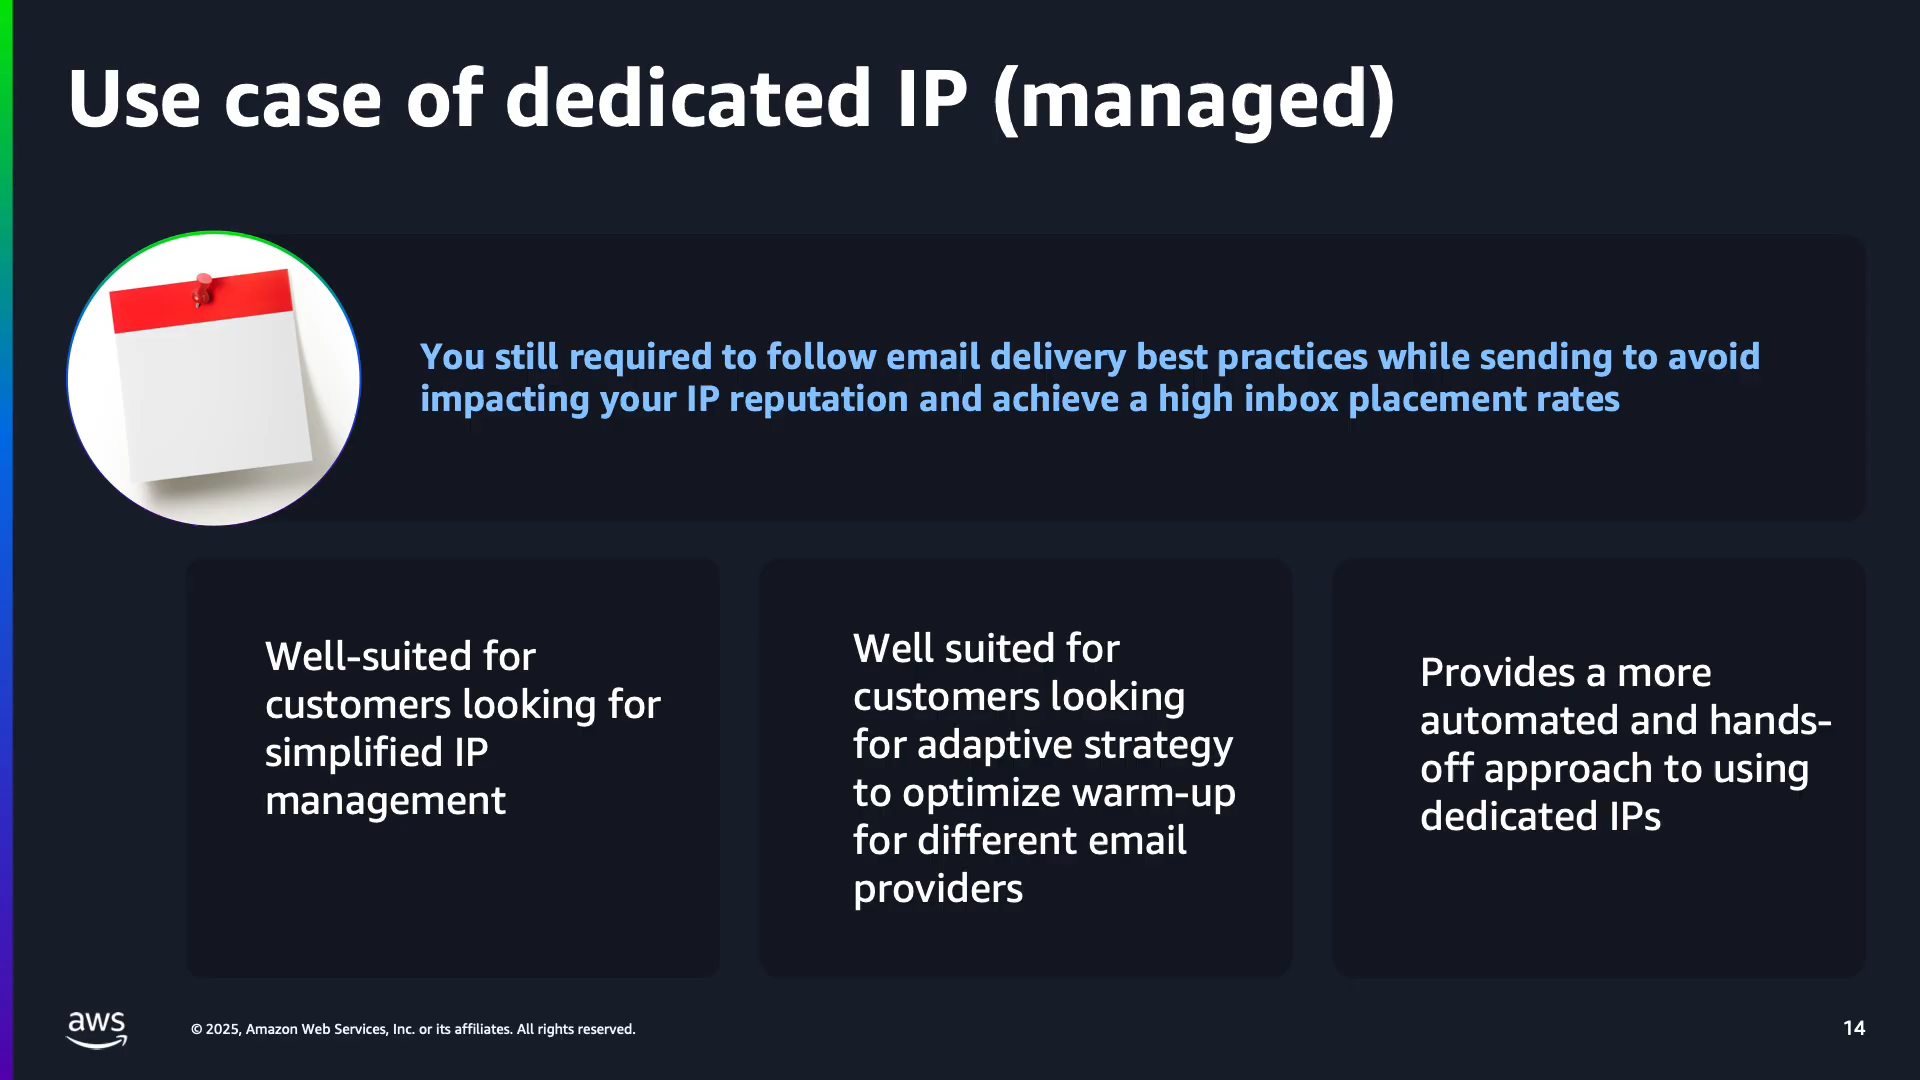 Use case of dedicated IP (managed)
You still required to follow email delivery best practices while sending to avoid
impacting your IP reputation and achieve a high inbox placement rates
Well-suited for
customers looking for
simplified IP
management
Well suited for
customers looking
for adaptive strategy
to optimize warm-up
for different email
providers
Provides a more
automated and hands-
off approach to using
dedicated IPs
aws
© 2025, Amazon Web Services, Inc. or its affiliates. All rights reserved.
14